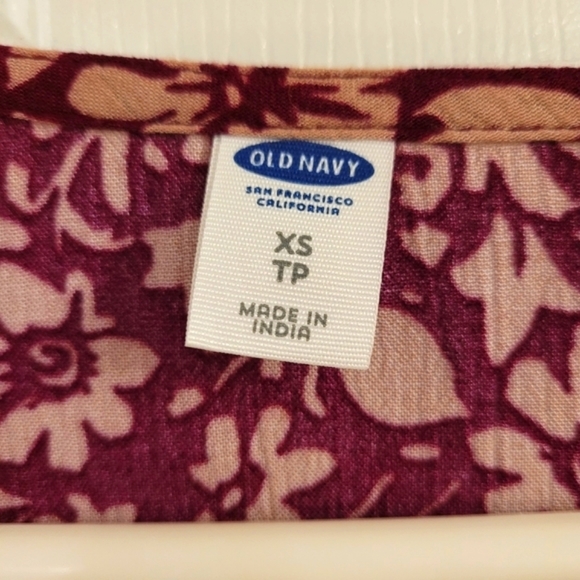 OLD NAVY
SAN FRANCISCO
CALIFORNIA
XS
TP
MADE IN
INDIA